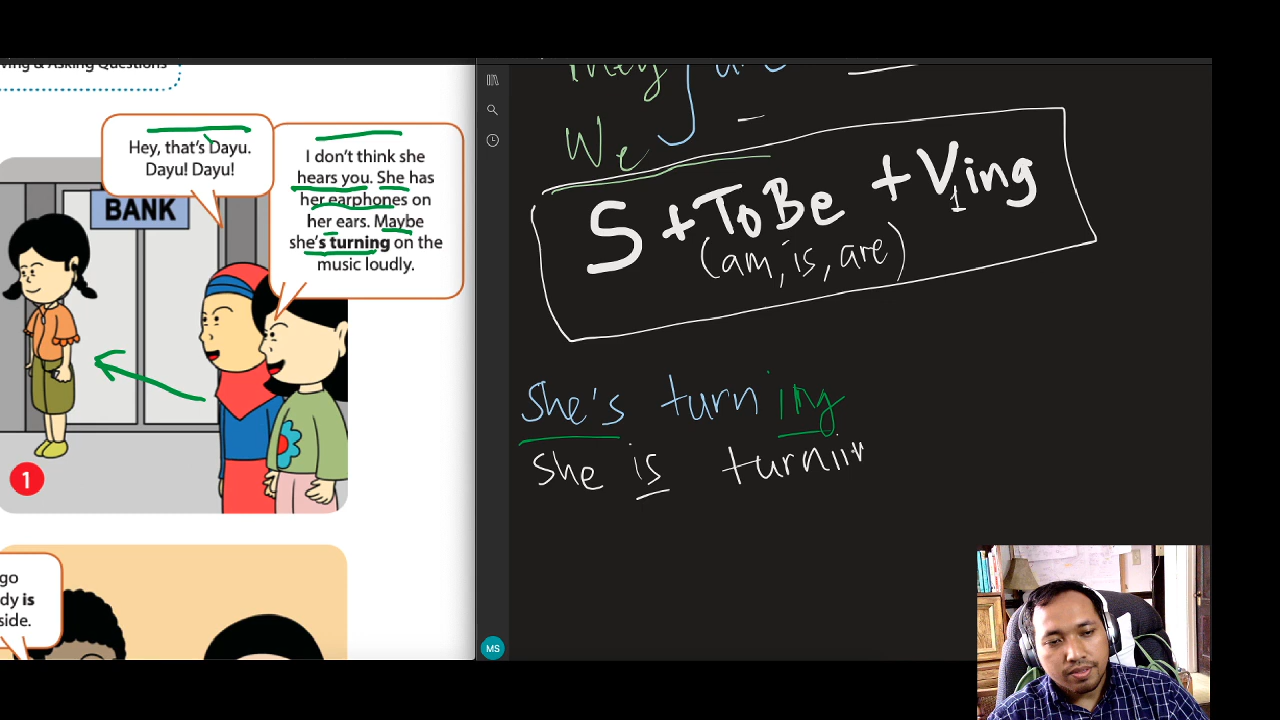 ving & Asking Questions
Hey, that's Dayu.
Dayu! Dayu!
I don't think she
hears you. She has
her earphones on
her ears. Maybe
she's turning on the
music loudly.
BANK
1
go
dy is
side.
They
We
S + ToBe + V1ing
(am, is, are)
She's turning
She is turnin
MS